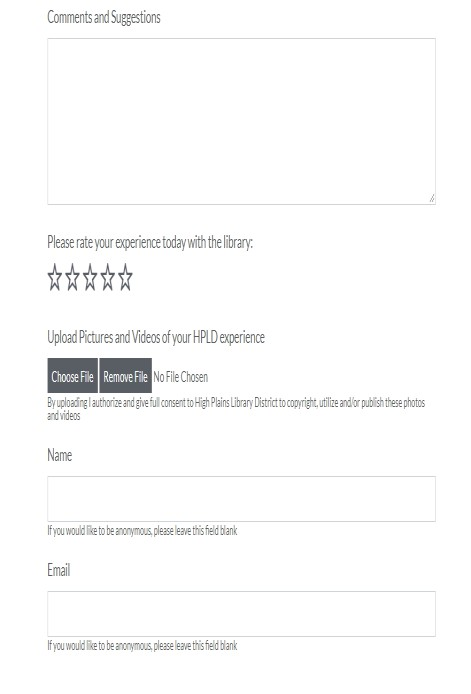 Comments and Suggestions
Please rate your experience today with the library:
Upload Pictures and Videos of your HPLD experience
Choose File Remove File No File Chosen
By uploading I authorize and give full consent to High Plains Library District to copyright, utilize and/or publish these photos
and videos
Name
If you would like to be anonymous, please leave this field blank
Email
If you would like to be anonymous, please leave this field blank